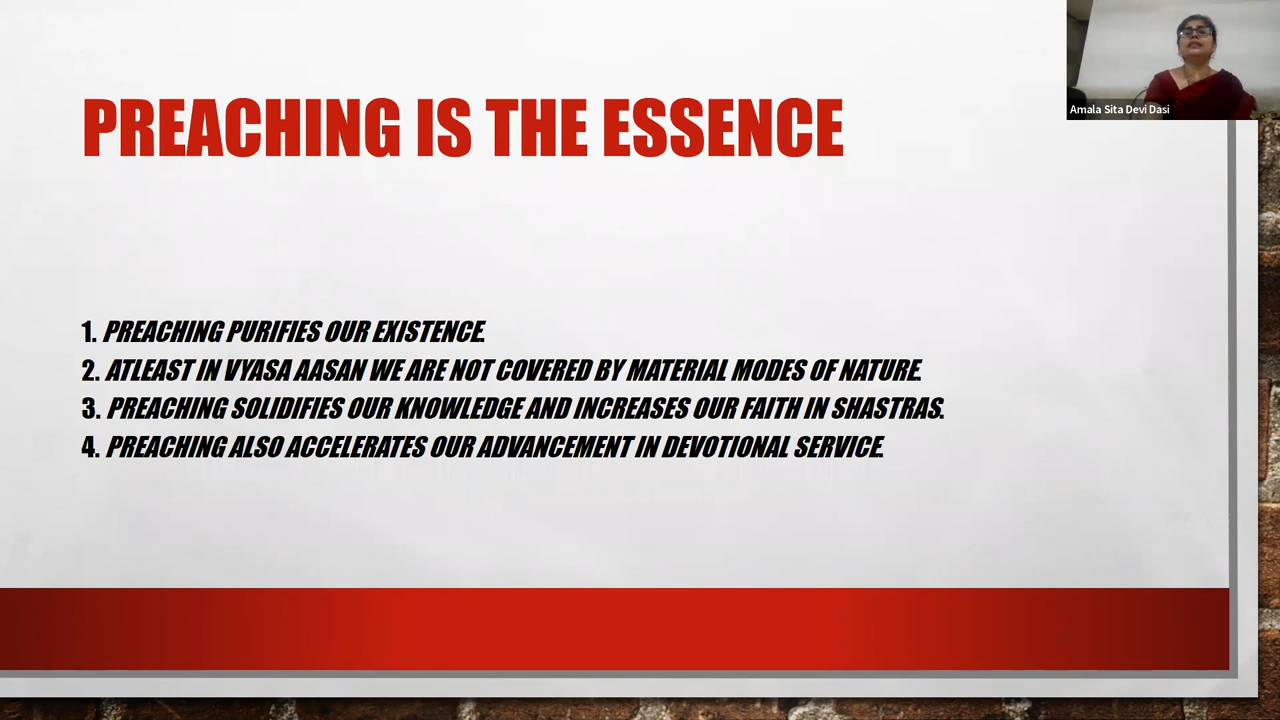 PREACHING IS THE ESSENCE
1. PREACHING PURIFIES OUR EXISTENCE.
2. ATLEAST IN VYASA AASAN WE ARE NOT COVERED BY MATERIAL MODES OF NATURE.
3. PREACHING SOLIDIFIES OUR KNOWLEDGE AND INCREASES OUR FAITH IN SHASTRAS.
4. PREACHING ALSO ACCELERATES OUR ADVANCEMENT IN DEVOTIONAL SERVICE.
Amala Sita Devi Dasi